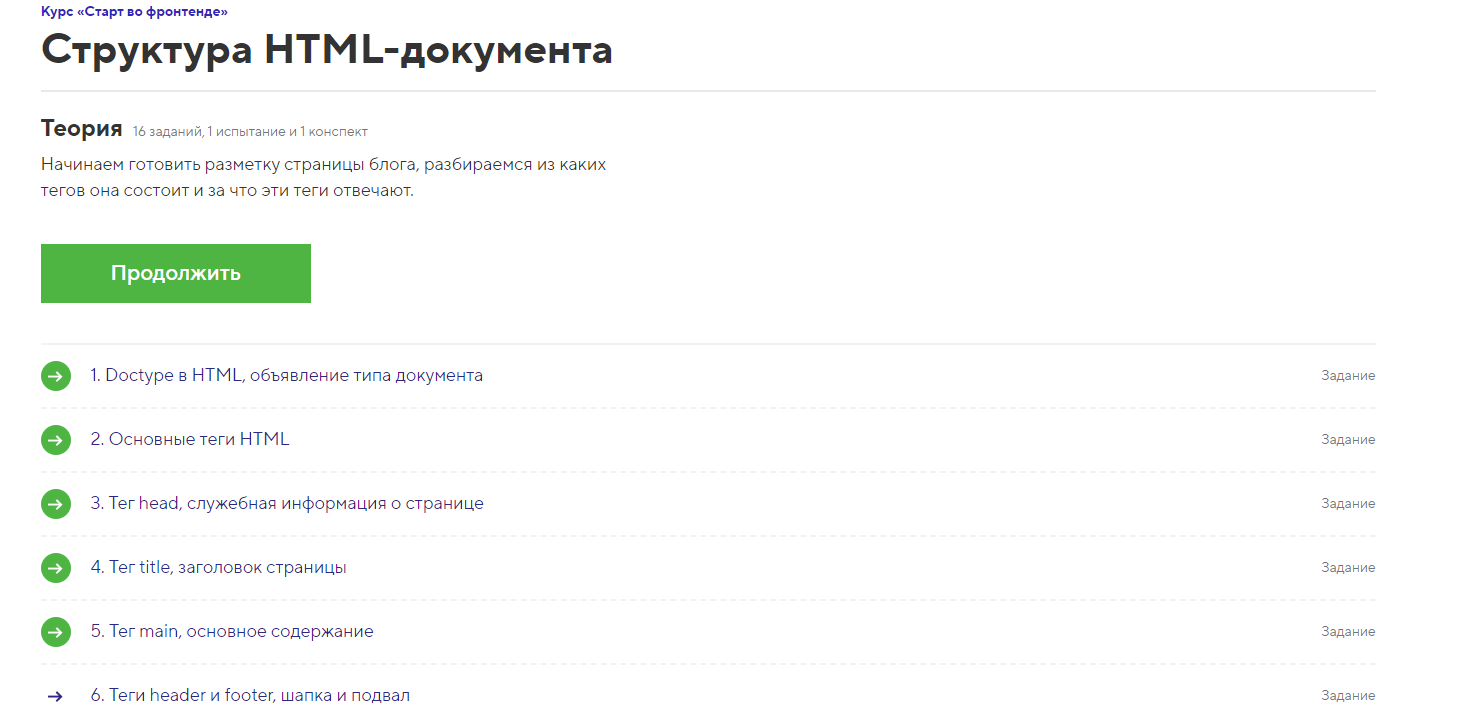 Курс «Старт во фронтенде»
Структура HTML-документа
Теория 16 заданий, 1 испытание и 1 конспект
Начинаем готовить разметку страницы блога, разбираемся из каких
тегов она состоит и за что эти теги отвечают.
Продолжить
1. Doctype в HTML, объявление типа документа Задание
2. Основные теги HTML Задание
3. Тег head, служебная информация о странице Задание
4. Тег title, заголовок страницы Задание
5. Тег main, основное содержание Задание
6. Теги header и footer, шапка и подвал Задание